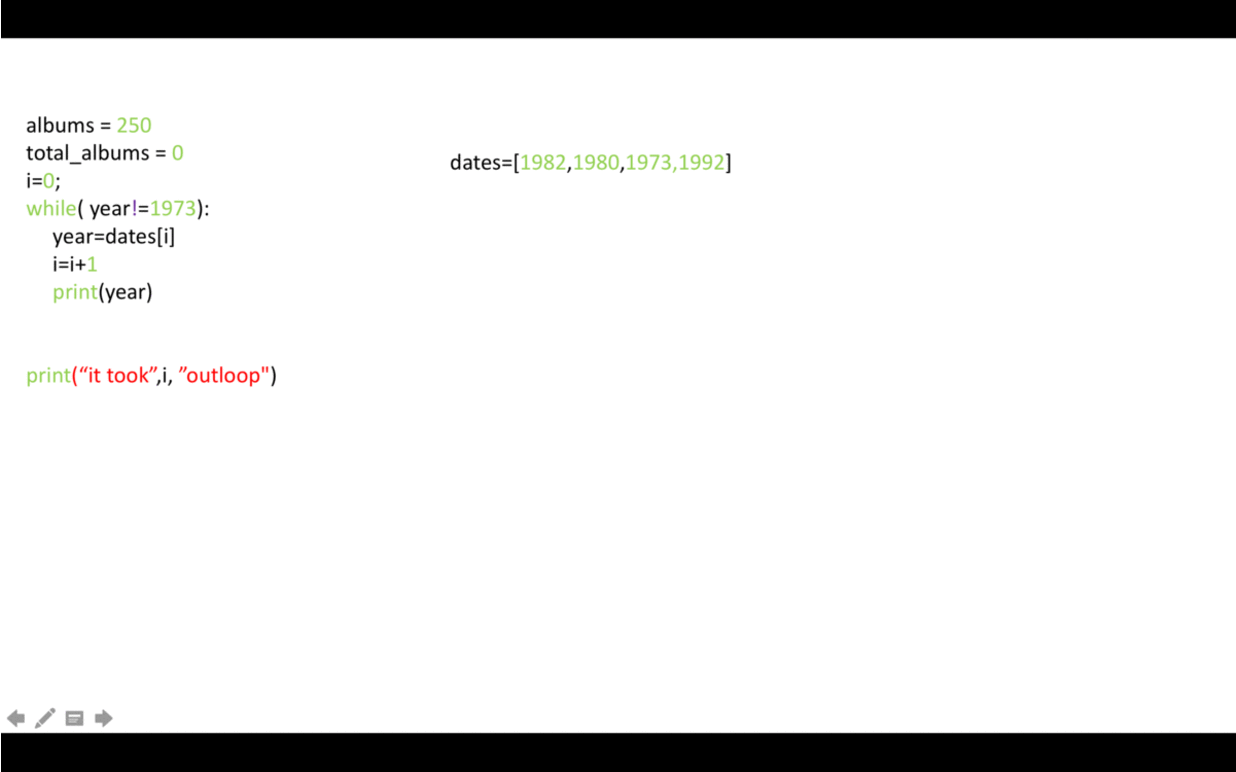 albums = 250
total_albums = 0
i=0;
while( year!=1973):
year=dates[i]
i=i+1
print(year)
print(“it took”,i, ”outloop")
dates=[1982,1980,1973,1992]